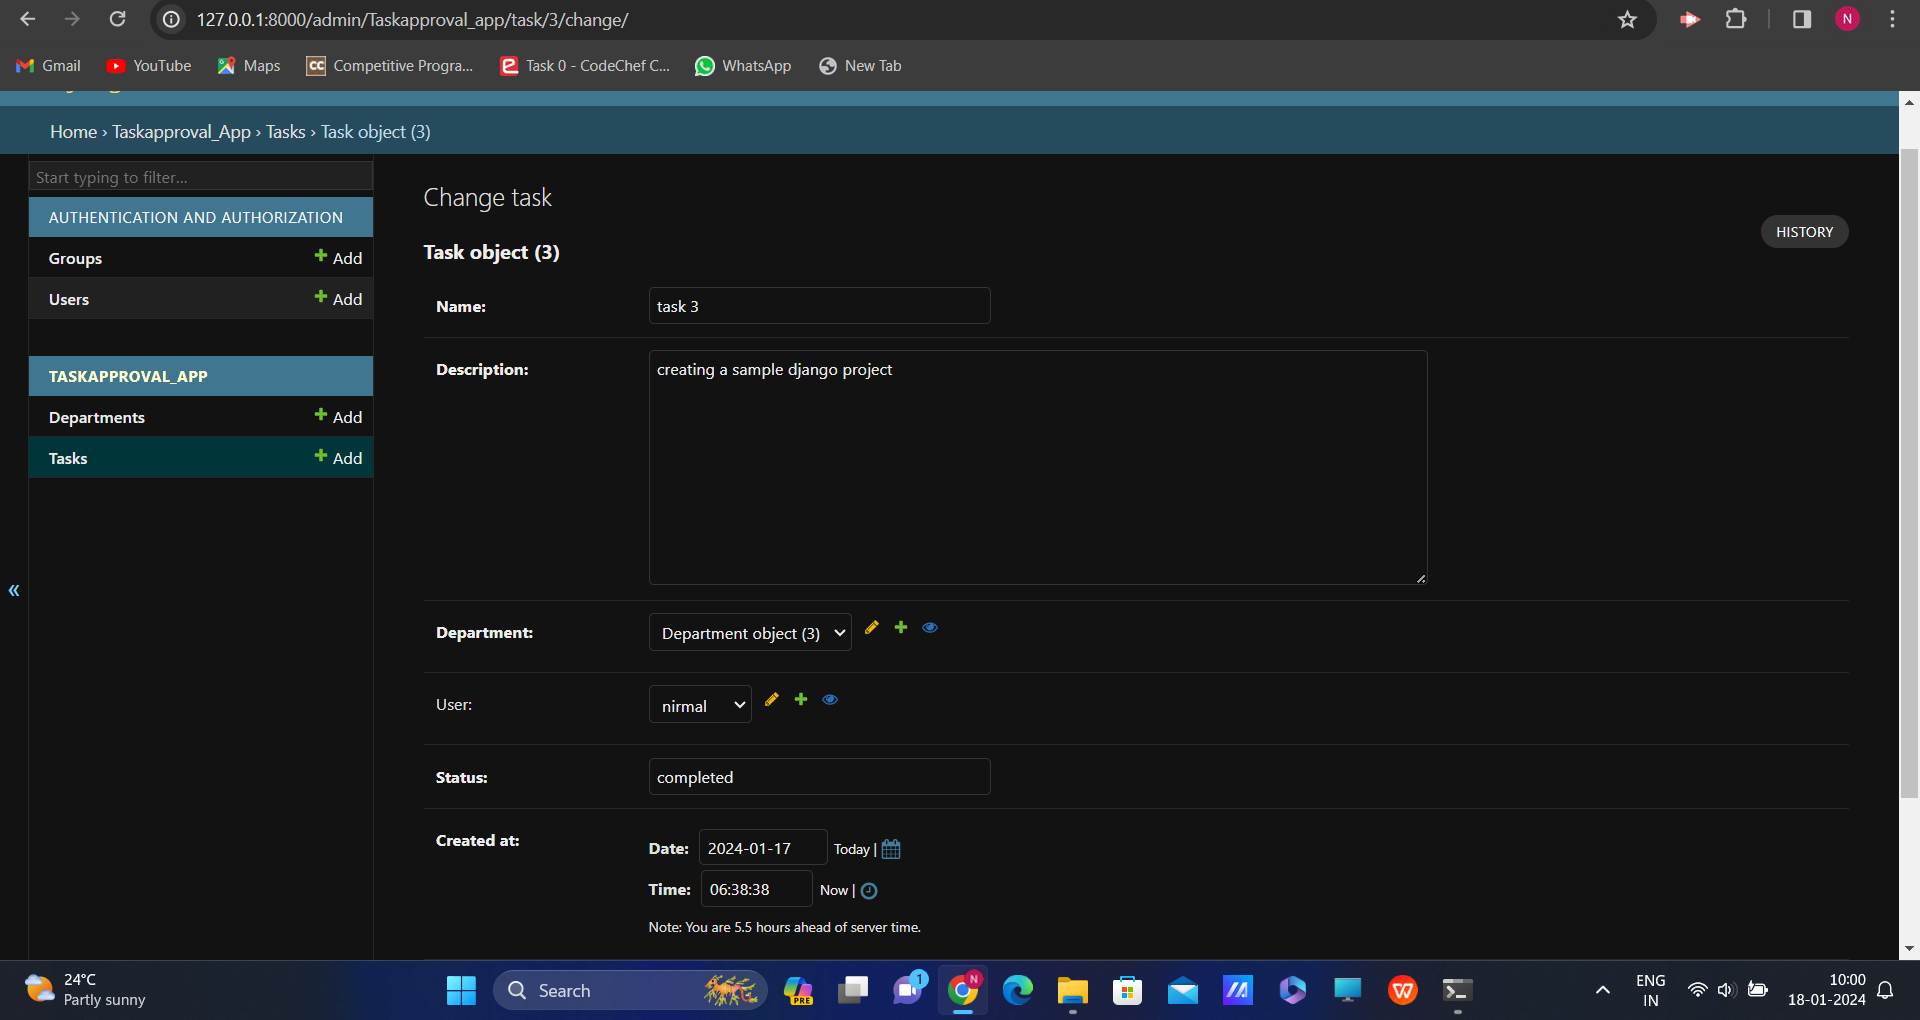 127.0.0.1:8000/admin/Taskapproval_app/task/3/change/
N
Gmail
YouTube
Maps
CC
Competitive Progra...
Task 0 - CodeChef C...
WhatsApp
New Tab
Home › Taskapproval_App › Tasks › Task object (3)
Start typing to filter...
AUTHENTICATION AND AUTHORIZATION
Groups
+ Add
Users
+ Add
TASKAPPROVAL_APP
Departments
+ Add
Tasks
+ Add
«
Change task
HISTORY
Task object (3)
Name:
task 3
Description:
creating a sample django project
Department:
Department object (3)
User:
nirmal
Status:
completed
Created at:
Date: 2024-01-17 Today |
Time: 06:38:38 Now |
Note: You are 5.5 hours ahead of server time.
24°C
Partly sunny
Search
PRE
1
N
W
ENG
IN
10:00
18-01-2024